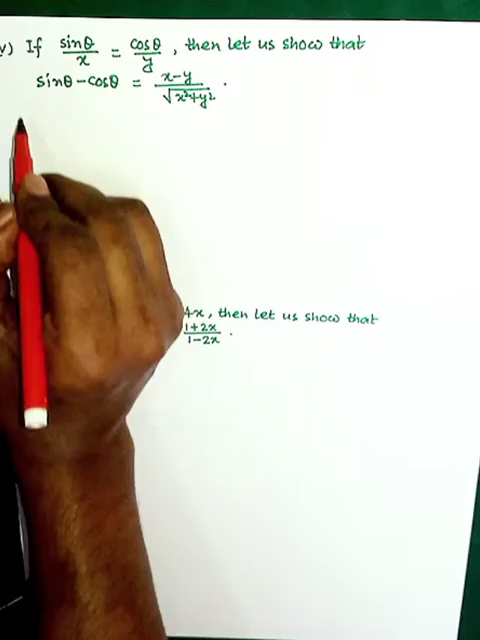 v) If sinθ/x = cosθ/y, then let us show that
sinθ-cosθ = x-y/√x²+y².
4x, then let us show that
1+2x/1-2x.